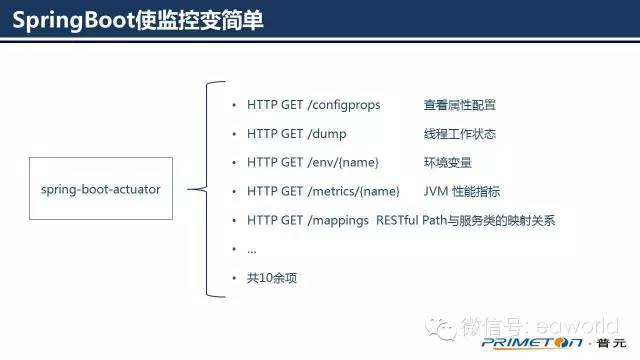 SpringBoot使监控变简单
• HTTP GET /configprops 查看属性配置
• HTTP GET /dump 线程工作状态
• HTTP GET /env/{name} 环境变量
spring-boot-actuator
• HTTP GET /metrics/{name} JVM 性能指标
• HTTP GET /mappings RESTful Path与服务类的映射关系
• ...
• 共10余项
微信号: eaworld
PRIMETON·普元